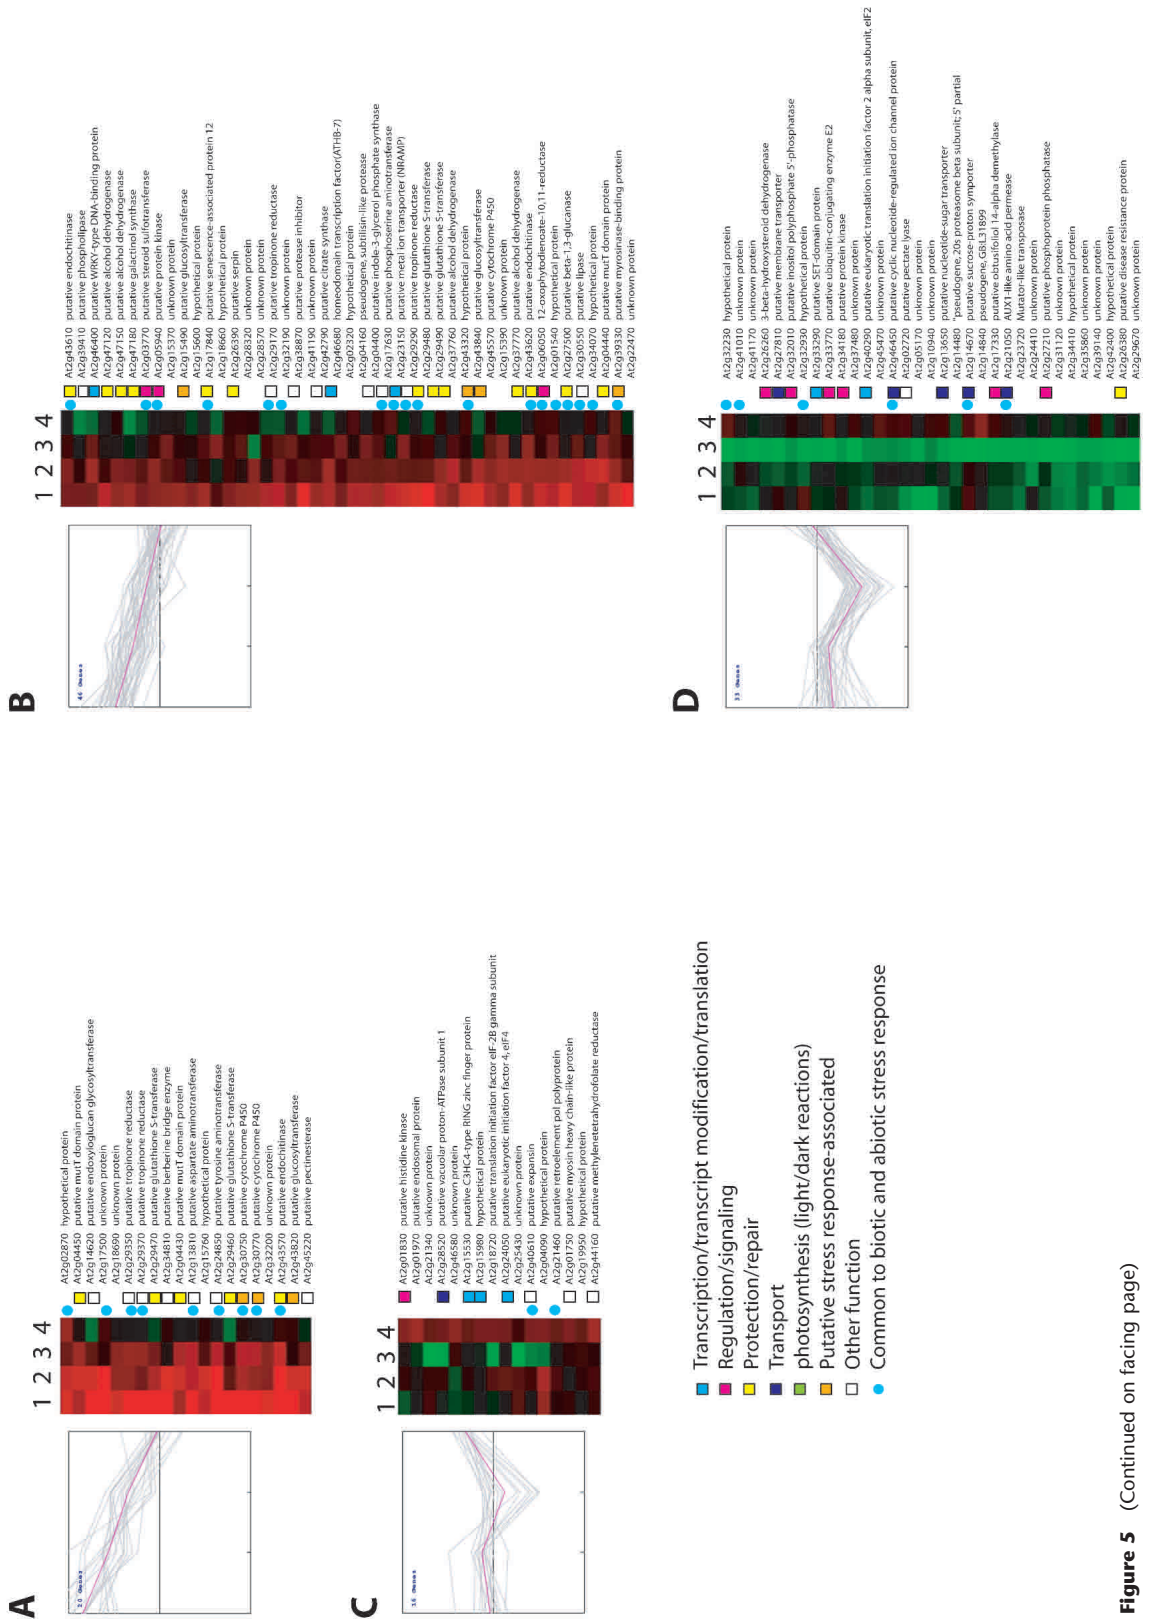 A
20 Genes
1 2 3 4
At2g02870 hypothetical protein
At2g04450 putative muT domain protein
At2g14620 putative endoxyloglucan glycosyltransferase
At2g17500 unknown protein
At2g18690 unknown protein
At2g29350 putative tropinone reductase
At2g29370 putative tropinone reductase
At2g29470 putative glutathione S-transferase
At2g34810 putative berberine bridge enzyme
At2g04430 putative muT domain protein
At2g13810 putative aspartate aminotransferase
At2g15760 hypothetical protein
At2g24850 putative tyrosine aminotransferase
At2g29460 putative glutathione S-transferase
At2g30750 putative cytochrome P450
At2g30770 putative cytochrome P450
At2g32200 unknown protein
At2g43570 putative endochitinase
At2g43820 putative glucosyltransferase
At2g45220 putative pectinesterase
B
46 Genes
1 2 3 4
At2g43610 putative endochitinase
At2g39410 putative phospholipase
At2g46400 putative WRKY-type DNA-binding protein
At2g47120 putative alcohol dehydrogenase
At2g47150 putative alcohol dehydrogenase
At2g47180 putative galactinol synthase
At2g03770 putative steroid sulfotransferase
At2g05940 putative protein kinase
At2g15370 unknown protein
At2g15490 putative glucosyltransferase
At2g15600 hypothetical protein
At2g17840 putative senescence-associated protein 12
At2g18660 hypothetical protein
At2g26390 putative serpin
At2g28320 unknown protein
At2g28570 unknown protein
At2g29170 putative tropinone reductase
At2g32190 unknown protein
At2g38870 putative protease inhibitor
At2g41190 unknown protein
At2g42790 putative citrate synthase
At2g46680 homeodomain transcription factor(ATHB-7)
At2g02320 hypothetical protein
At2g04160 pseudogene, subtilisin-like protease
At2g04400 putative indole-3-glycerol phosphate synthase
At2g17630 putative phosphoserine aminotransferase
At2g23150 putative metal ion transporter (NRAMP)
At2g29290 putative tropinone reductase
At2g29480 putative glutathione S-transferase
At2g29490 putative glutathione S-transferase
At2g37760 putative alcohol dehydrogenase
At2g43320 hypothetical protein
At2g43840 putative glucosyltransferase
At2g45570 putative cytochrome P450
At2g15390 unknown protein
At2g37770 putative alcohol dehydrogenase
At2g43620 putative endochitinase
At2g06050 12-oxophytodienoate-10,11-reductase
At2g01540 hypothetical protein
At2g27500 putative beta-1,3-glucanase
At2g30550 putative lipase
At2g34070 hypothetical protein
At2g04440 putative muT domain protein
At2g39330 putative myrosinase-binding protein
At2g22470 unknown protein
C
16 Genes
1 2 3 4
At2g01830 putative histidine kinase
At2g01970 putative endosomal protein
At2g21340 unknown protein
At2g28520 putative vacuolar proton-ATPase subunit 1
At2g46580 unknown protein
At2g15530 putative C3HC4-type RING zinc finger protein
At2g15980 hypothetical protein
At2g18720 putative translation initiation factor eIF-2B gamma subunit
At2g24050 putative eukaryotic initiation factor 4, eIF4
At2g25430 unknown protein
At2g40610 putative expansin
At2g04090 hypothetical protein
At2g21460 putative retroelement pol polyprotein
At2g01750 putative myosin heavy chain-like protein
At2g19950 hypothetical protein
At2g44160 putative methylenetetrahydrofolate reductase
D
33 Genes
1 2 3 4
At2g32230 hypothetical protein
At2g41010 unknown protein
At2g41170 unknown protein
At2g26260 3-beta-hydroxysteroid dehydrogenase
At2g27810 putative membrane transporter
At2g32010 putative inositol polyphosphate 5'-phosphatase
At2g32930 hypothetical protein
At2g33290 putative SET-domain protein
At2g33770 putative ubiquitin-conjugating enzyme E2
At2g34180 putative protein kinase
At2g37480 unknown protein
At2g40290 putative eukaryotic translation initiation factor 2 alpha subunit, eIF2
At2g45470 unknown protein
At2g46450 putative cyclic nucleotide-regulated ion channel protein
At2g02720 putative pectate lyase
At2g05170 unknown protein
At2g10940 unknown protein
At2g13650 putative nucleotide-sugar transporter
At2g14480 "pseudogene, 20s proteasome beta subunit; 5' partial
At2g14670 putative sucrose-proton symporter
At2g14840 pseudogene, GB:L31899
At2g17330 putative obtusifoliol 14-alpha demethylase
At2g21050 AUX1-like amino acid permease
At2g23720 Mutator-like transposase
At2g24410 unknown protein
At2g27210 putative phosphoprotein phosphatase
At2g31120 unknown protein
At2g34410 hypothetical protein
At2g35860 unknown protein
At2g39140 unknown protein
At2g42400 hypothetical protein
At2g26380 putative disease resistance protein
At2g29670 unknown protein
Transcription/transcript modification/translation
Regulation/signaling
Protection/repair
Transport
photosynthesis (light/dark reactions)
Putative stress response-associated
Other function
Common to biotic and abiotic stress response
Figure 5 (Continued on facing page)